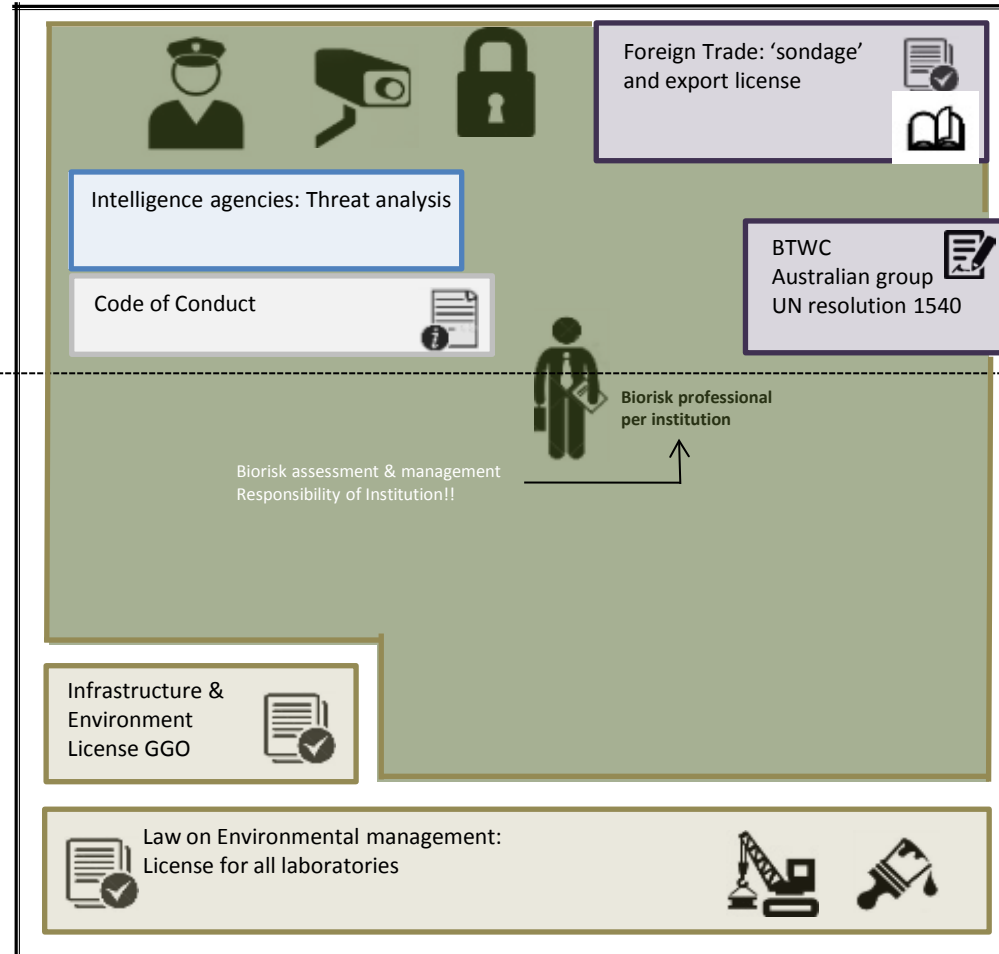 Foreign Trade: ‘sondage’
and export license
Intelligence agencies: Threat analysis
BTWC
Australian group
UN resolution 1540
Code of Conduct
Biorisk professional
per institution
Biorisk assessment & management
Responsibility of Institution!!
Infrastructure &
Environment
License GGO
Law on Environmental management:
License for all laboratories